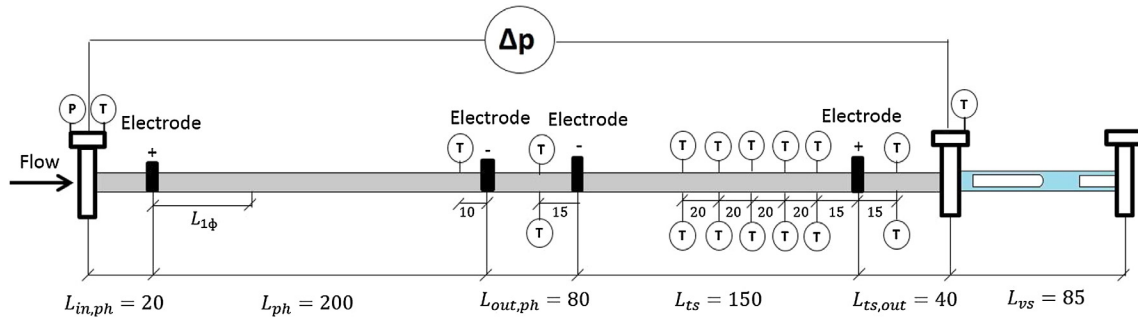 Δp
P T
Electrode
Electrode
Electrode
Electrode
T
Flow
+
T
-
T
-
T T T T T
+
T
L1ϕ
10
15
20 20 20 20 15 15
T
T T T T T
T
Lin,ph = 20
Lph = 200
Lout,ph = 80
Lts = 150
Lts,out = 40
Lvs = 85